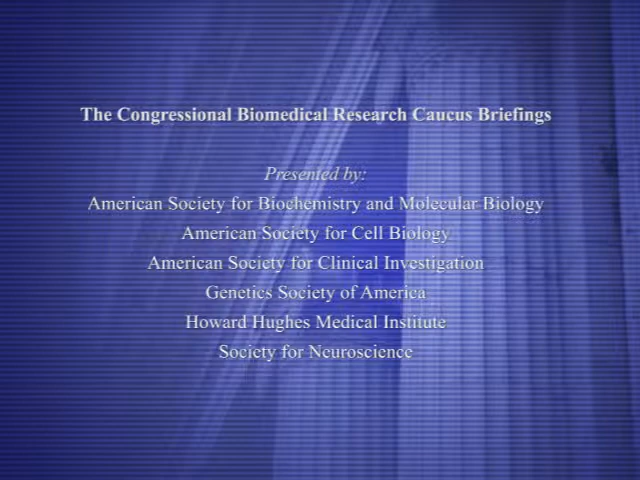 The Congressional Biomedical Research Caucus Briefings
Presented by:
American Society for Biochemistry and Molecular Biology
American Society for Cell Biology
American Society for Clinical Investigation
Genetics Society of America
Howard Hughes Medical Institute
Society for Neuroscience